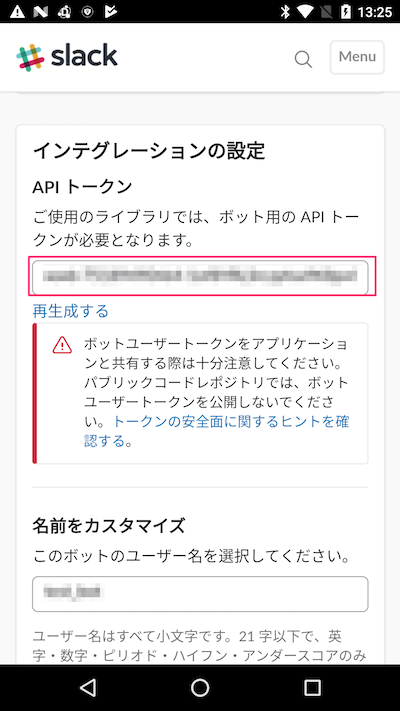 13:25
slack
Menu
インテグレーションの設定
API トークン
ご使用のライブラリでは、ボット用の API トー
クンが必要となります。
再生成する
ボットユーザートークンをアプリケーショ
ンと共有する際は十分注意してください。
パブリックコードレポジトリでは、ボット
ユーザートークンを公開しないでくださ
い。トークンの安全面に関するヒントを確
認する。
名前をカスタマイズ
このボットのユーザー名を選択してください。
ユーザー名はすべて小文字です。21 字以下で、英
字・数字・ピリオド・ハイフン・アンダースコアのみ